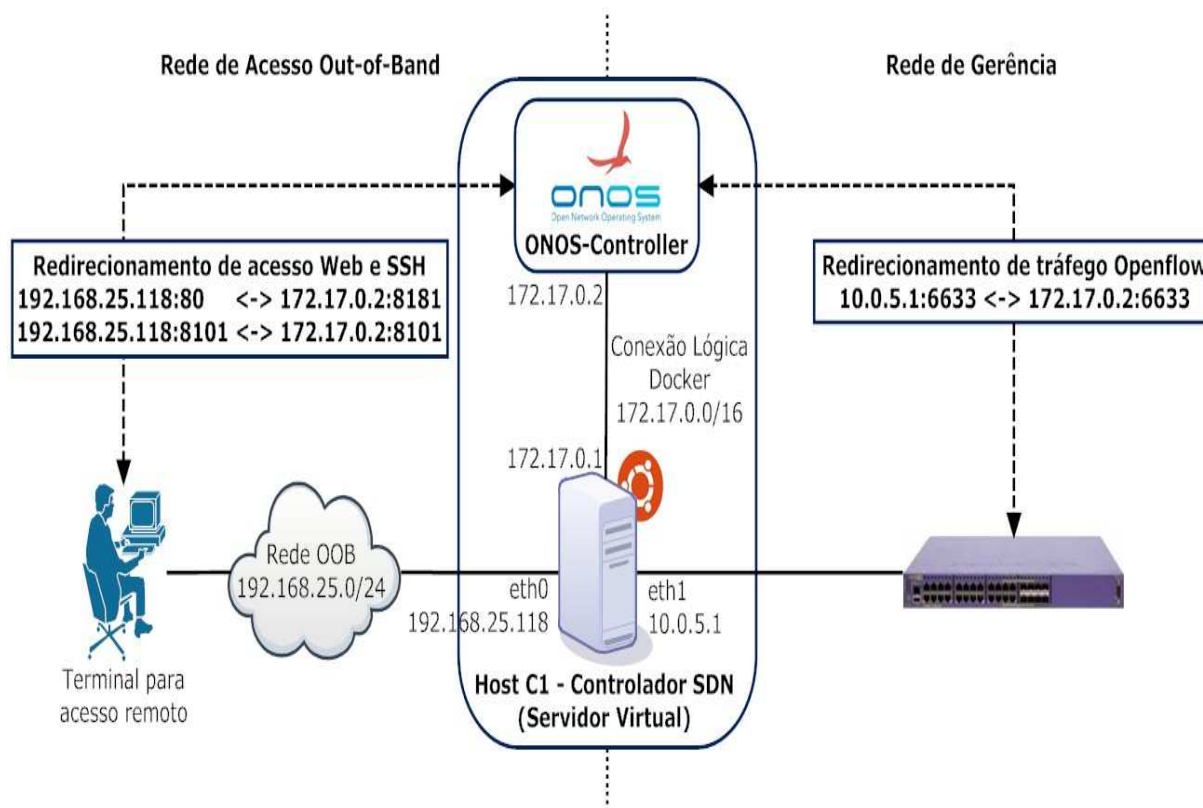 Rede de Acesso Out-of-Band
Rede de Gerência
onos
Open Network Operating System
ONOS-Controller
Redirecionamento de acesso Web e SSH
192.168.25.118:80 <-> 172.17.0.2:8181
192.168.25.118:8101 <-> 172.17.0.2:8101
Redirecionamento de tráfego Openflow
10.0.5.1:6633 <-> 172.17.0.2:6633
172.17.0.2
Conexão Lógica
Docker
172.17.0.0/16
172.17.0.1
Rede OOB
192.168.25.0/24
eth0
192.168.25.118
eth1
10.0.5.1
Terminal para
acesso remoto
Host C1 - Controlador SDN
(Servidor Virtual)